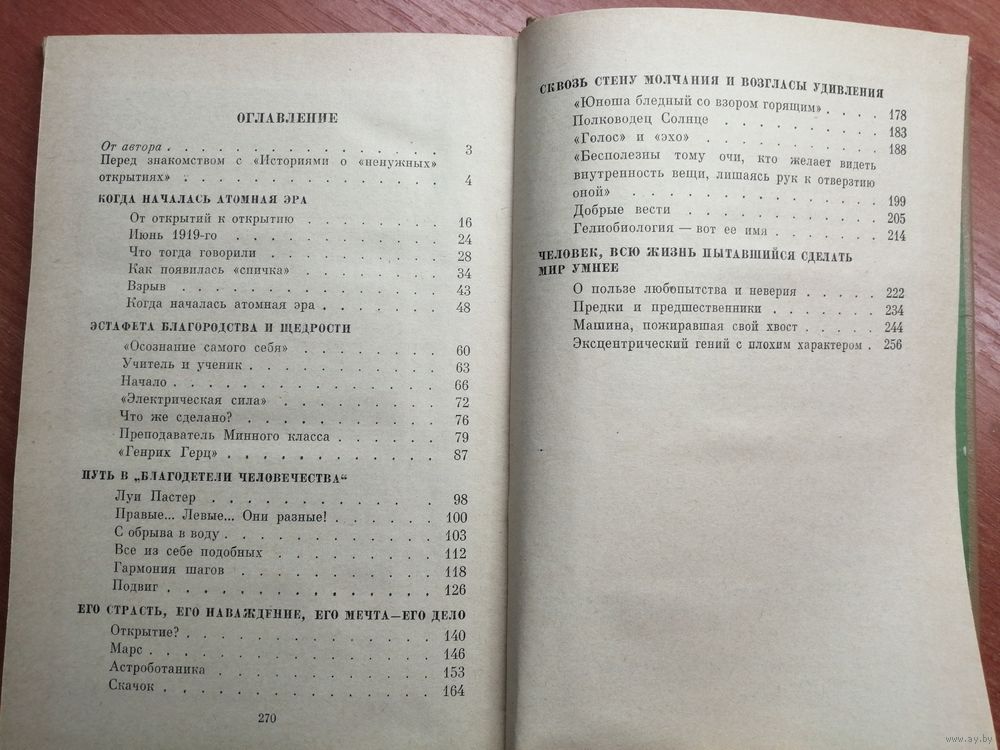 ОГЛАВЛЕНИЕ
От автора . . . . . . . . . . . . . . . 3
Перед знакомством с «Историями о «ненужных»
открытиях» . . . . . . . . . . . . . . 4
КОГДА НАЧАЛАСЬ АТОМНАЯ ЭРА
От открытий к открытию . . . . . . . . 16
Июнь 1919-го . . . . . . . . . . . 24
Что тогда говорили . . . . . . . . . . 28
Как появилась «спичка» . . . . . . . . . 34
Взрыв . . . . . . . . . . . . . . 43
Когда началась атомная эра . . . . . . . 48
ЭСТАФЕТА БЛАГОРОДСТВА И ЩЕДРОСТИ
«Осознание самого себя» . . . . . . . . 60
Учитель и ученик . . . . . . . . . . 63
Начало . . . . . . . . . . . . . . 66
«Электрическая сила» . . . . . . . . . 72
Что же сделано? . . . . . . . . . . . 76
Преподаватель Минного класса . . . . . . 79
«Генрих Герц» . . . . . . . . . . . 87
ПУТЬ В „БЛАГОДЕТЕЛИ ЧЕЛОВЕЧЕСТВА“
Луи Пастер . . . . . . . . . . . . 98
Правые... Левые... Они разные! . . . . . . 100
С обрыва в воду . . . . . . . . . . . 103
Все из себе подобных . . . . . . . . . 112
Гармония шагов . . . . . . . . . . . 118
Подвиг . . . . . . . . . . . . . . 126
ЕГО СТРАСТЬ, ЕГО НАВАЖДЕНИЕ, ЕГО МЕЧТА—ЕГО ДЕЛО
Открытие? . . . . . . . . . . . . . 140
Марс . . . . . . . . . . . . . . . 146
Астроботаника . . . . . . . . . . . . 153
Скачок . . . . . . . . . . . . . . 164
270
СКВОЗЬ СТЕНУ МОЛЧАНИЯ И ВОЗГЛАСЫ УДИВЛЕНИЯ
«Юноша бледный со взором горящим» . . . . 178
Полководец Солнце . . . . . . . . . 183
«Голос» и «эхо» . . . . . . . . . . 188
«Бесполезны тому очи, кто желает видеть
внутренность вещи, лишаясь рук к отверзтию
оной» . . . . . . . . . . . . . . 199
Добрые вести . . . . . . . . . . . 205
Гелиобиология — вот ее имя . . . . . . . 214
ЧЕЛОВЕК, ВСЮ ЖИЗНЬ ПЫТАВШИЙСЯ СДЕЛАТЬ
МИР УМНЕЕ
О пользе любопытства и неверия . . . . . 222
Предки и предшественники . . . . . . . 234
Машина, пожиравшая свой хвост . . . . . 244
Эксцентрический гений с плохим характером . 256
www.ay.by